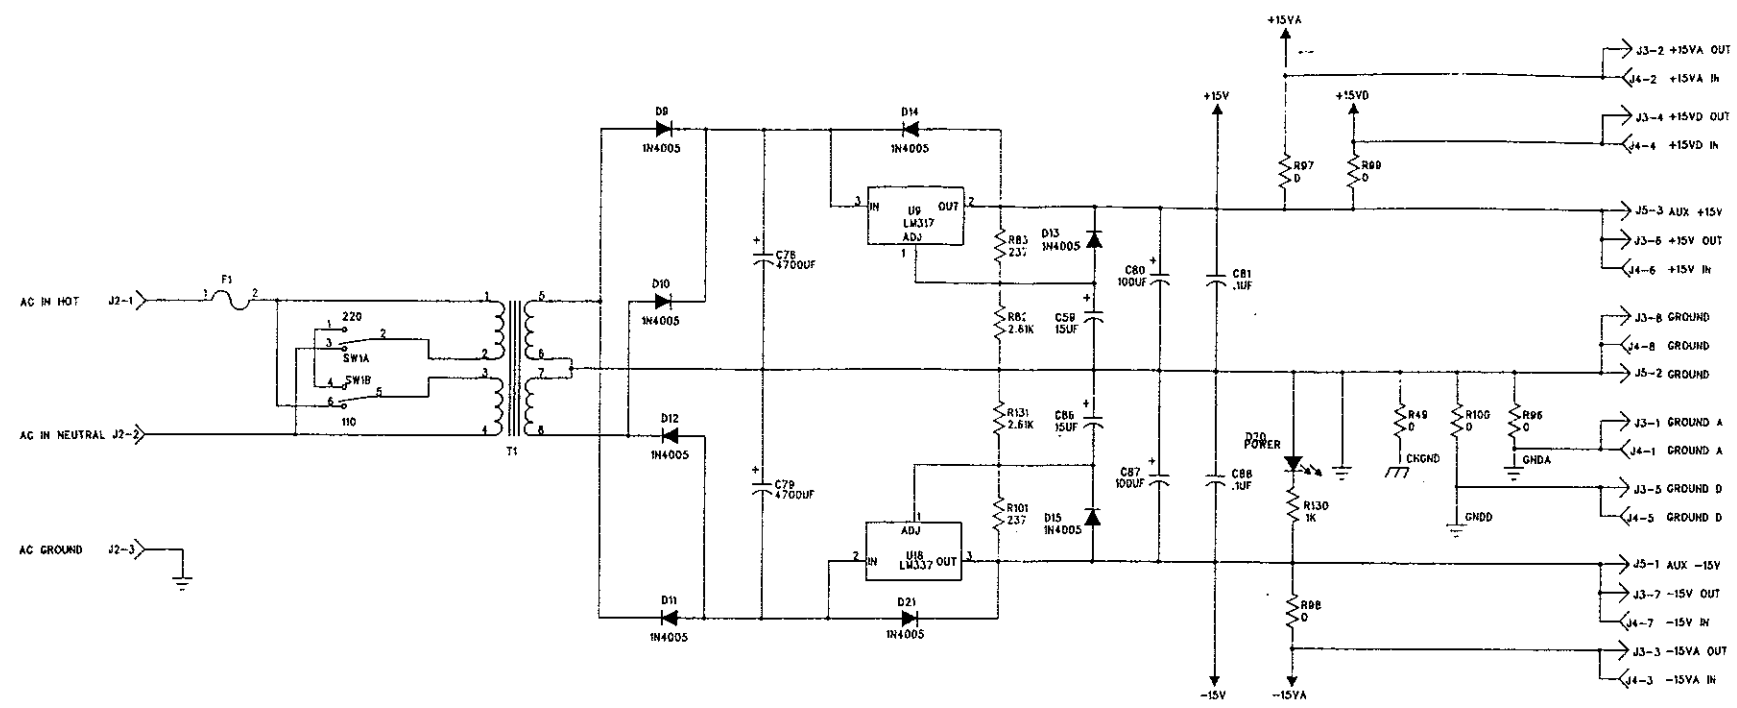 +15VA
J3-2 +15VA OUT
J4-2 +15VA IN
+15V
+15VD
J3-4 +15VD OUT
J4-4 +15VD IN
D9
1N4005
D14
1N4005
R97
0
R99
0
3 IN
U9
LM317
OUT 2
ADJ
1
R83
237
D13
1N4005
J5-3 AUX +15V
J3-6 +15V OUT
J4-6 +15V IN
+
C78
4700UF
+
C80
100UF
C81
.1UF
F1
1
2
AC IN HOT J2-1
D10
1N4005
1
5
220
1
2
3
SW1A
2
6
R82
2.61K
+
C59
15UF
J3-8 GROUND
J4-8 GROUND
J5-2 GROUND
SW1B
4
5
6
110
3
7
4
8
T1
AC IN NEUTRAL J2-2
D12
1N4005
R131
2.61K
+
C86
15UF
R49
0
CHGND
R100
0
R96
0
GNDA
J3-1 GROUND A
J4-1 GROUND A
POWER
+
C79
4700UF
+
C87
100UF
C88
.1UF
R101
237
D15
1N4005
R130
1K
GNDD
J3-5 GROUND D
J4-5 GROUND D
AC GROUND J2-3
1
ADJ
2
IN
U18
LM337
OUT
3
J5-1 AUX -15V
J3-7 -15V OUT
J4-7 -15V IN
D11
1N4005
D21
1N4005
R98
0
J3-3 -15VA OUT
J4-3 -15VA IN
-15V
-15VA